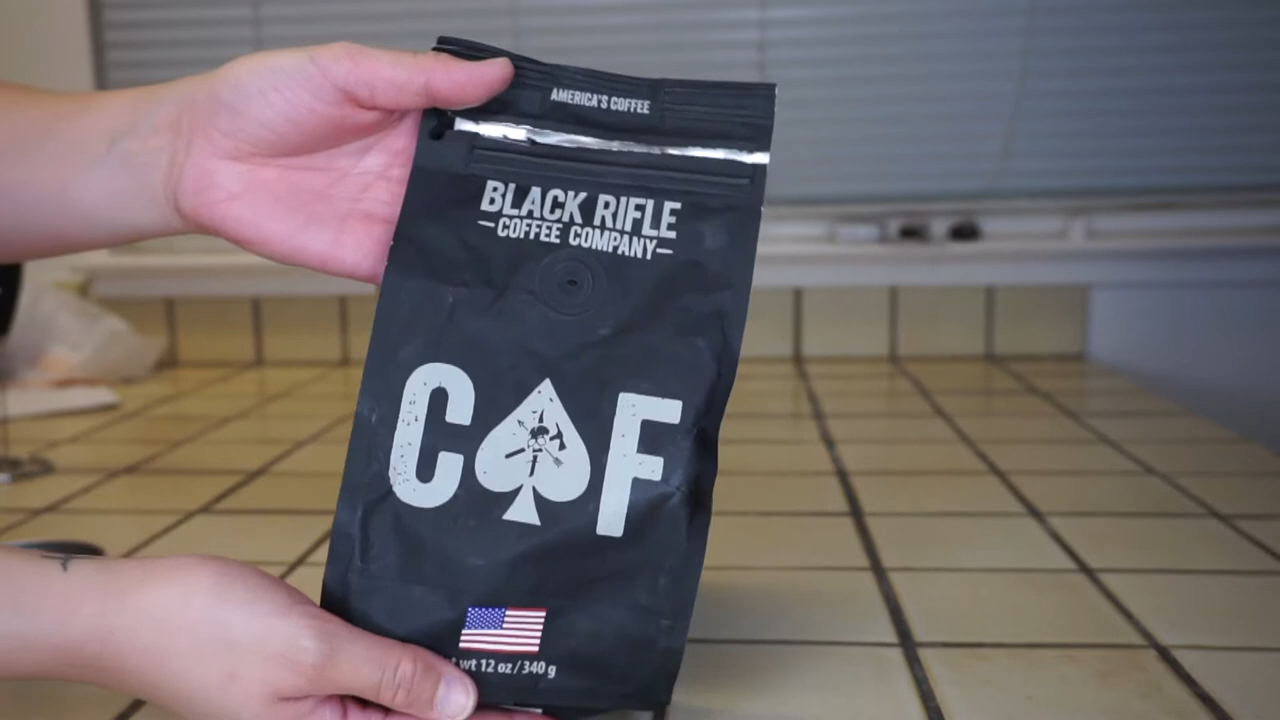 AMERICA'S COFFEE
BLACK RIFLE
COFFEE COMPANY
C♠F
wt 12 oz / 340 g